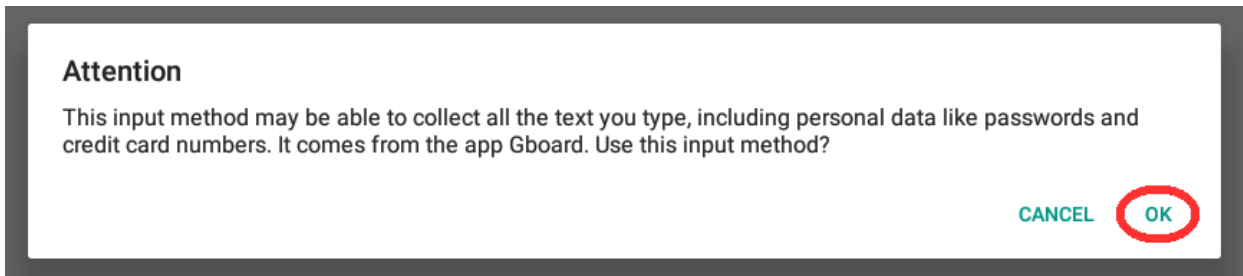 Attention
This input method may be able to collect all the text you type, including personal data like passwords and
credit card numbers. It comes from the app Gboard. Use this input method?
CANCEL OK